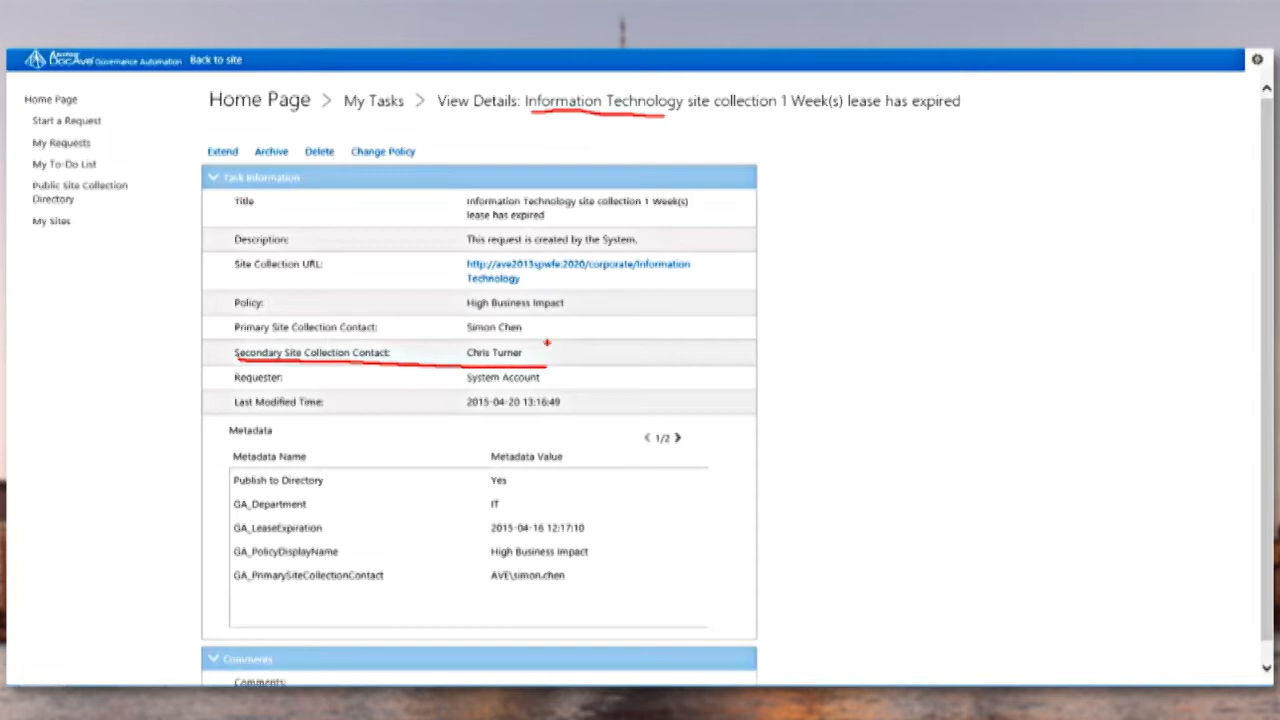 AvePoint
DocAve Governance Automation Back to site
Home Page
Start a Request
My Requests
My To-Do List
Public Site Collection
Directory
My Sites
Home Page > My Tasks > View Details: Information Technology site collection 1 Week(s) lease has expired
Extend Archive Delete Change Policy
Task Information
Title Information Technology site collection 1 Week(s)
lease has expired
Description: This request is created by the System.
Site Collection URL: http://ave2013spwfe:2020/corporate/Information
Technology
Policy: High Business Impact
Primary Site Collection Contact: Simon Chen
Secondary Site Collection Contact: Chris Turner
Requester: System Account
Last Modified Time: 2015-04-20 13:16:49
Metadata
< 1/2 >
Metadata Name Metadata Value
Publish to Directory Yes
GA_Department IT
GA_LeaseExpiration 2015-04-16 12:17:10
GA_PolicyDisplayName High Business Impact
GA_PrimarySiteCollectionContact AVE\simon.chen
Comments
Comments: